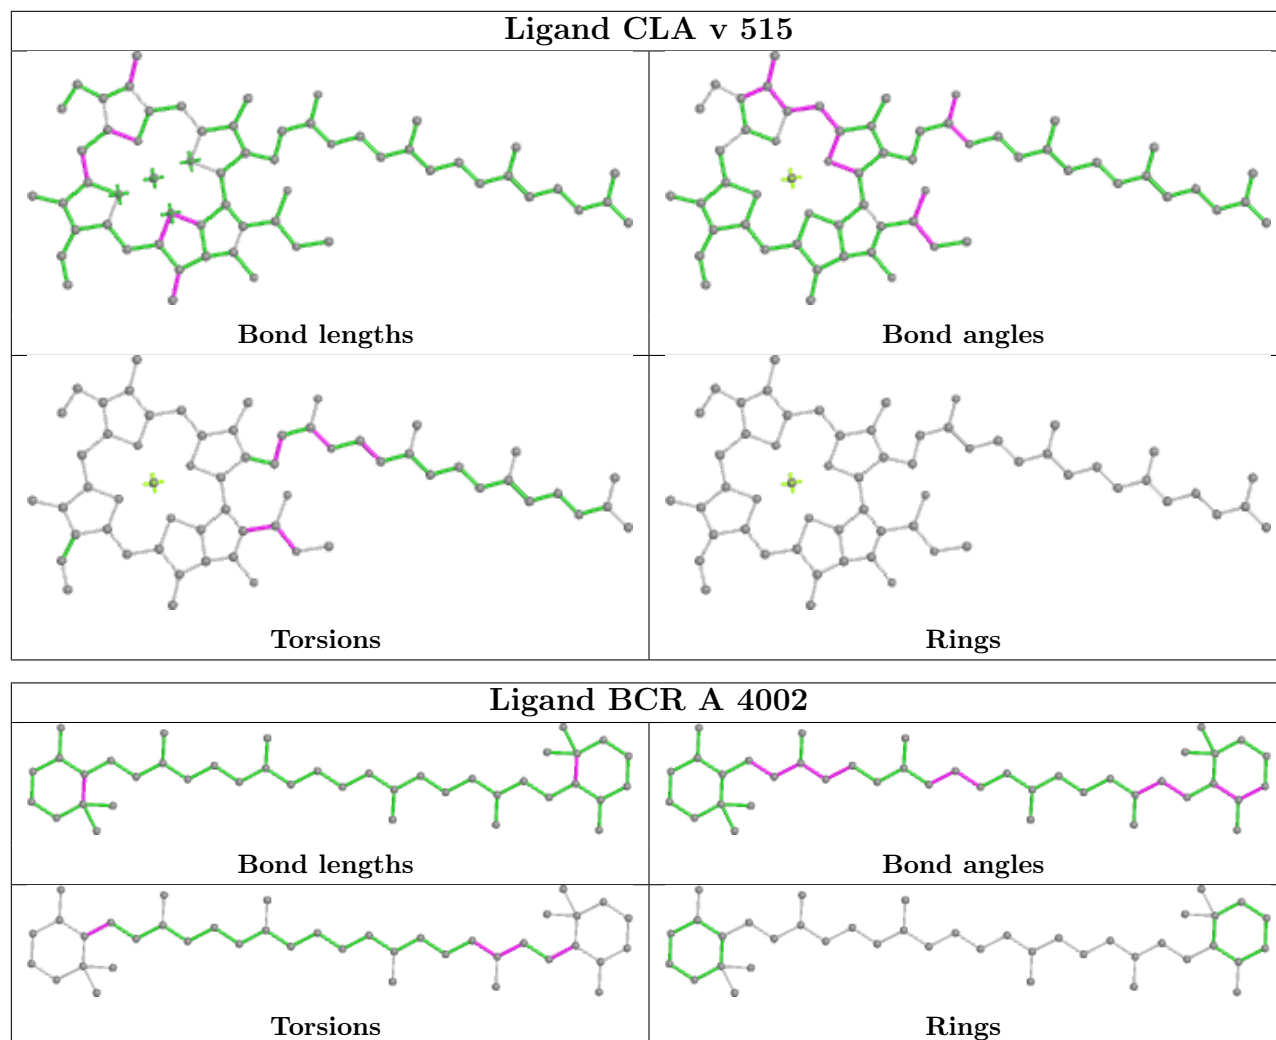 Ligand CLA v 515
Bond lengths
Bond angles
Torsions
Rings
Ligand BCR A 4002
Bond lengths
Bond angles
Torsions
Rings